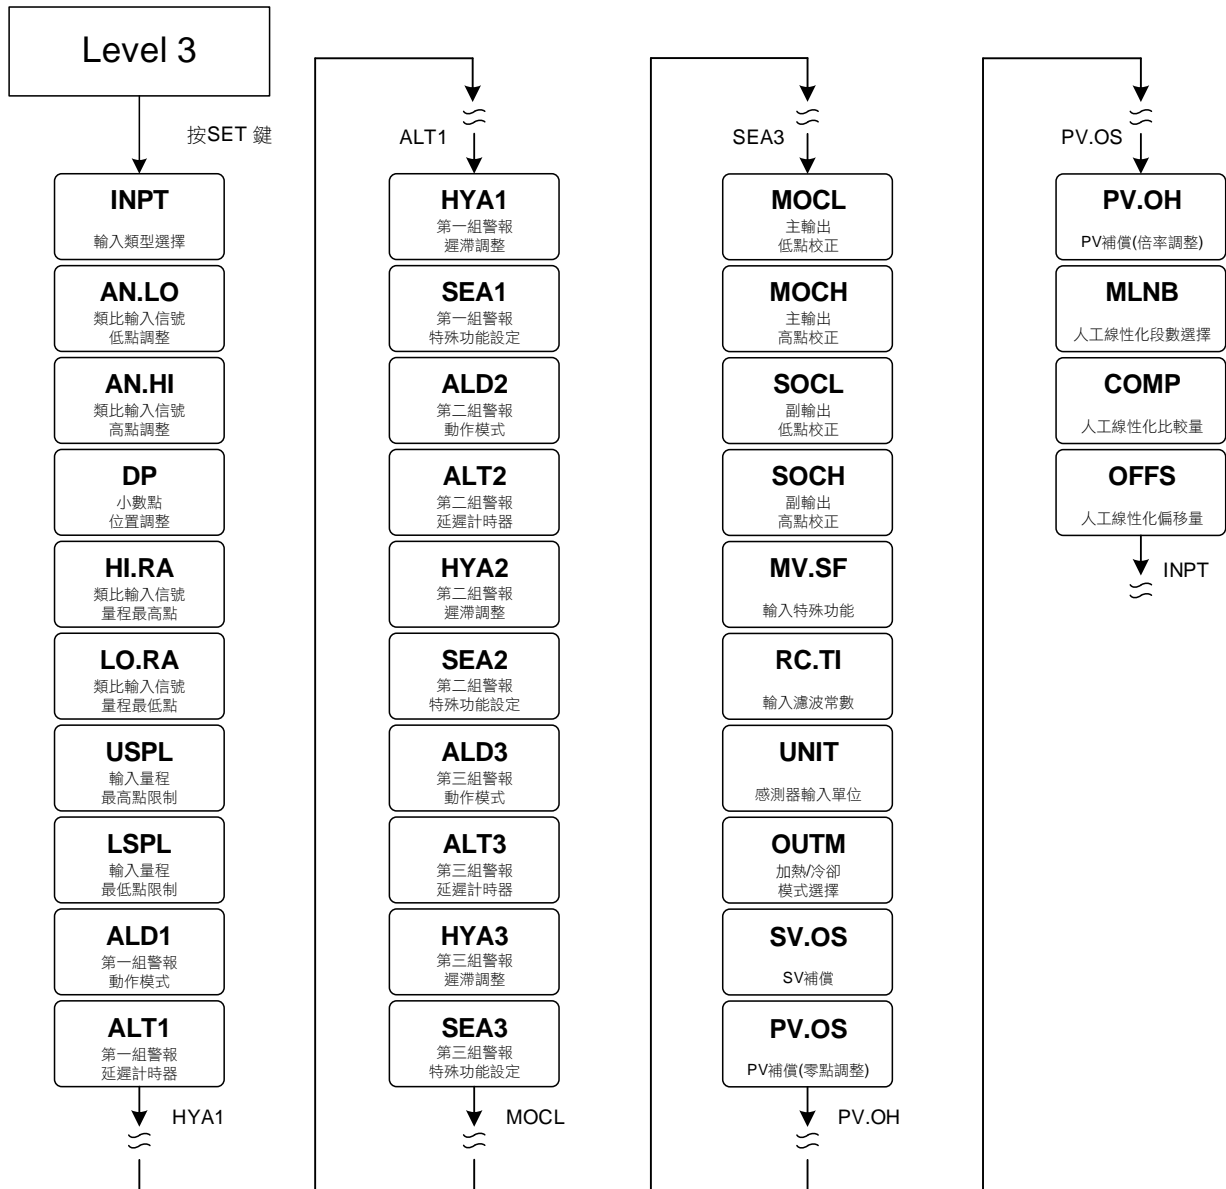 Level 3
按SET 鍵
INPT
輸入類型選擇
AN.LO
類比輸入信號
低點調整
AN.HI
類比輸入信號
高點調整
DP
小數點
位置調整
HI.RA
類比輸入信號
量程最高點
LO.RA
類比輸入信號
量程最低點
USPL
輸入量程
最高點限制
LSPL
輸入量程
最低點限制
ALD1
第一組警報
動作模式
ALT1
第一組警報
延遲計時器
HYA1
ALT1
HYA1
第一組警報
遲滯調整
SEA1
第一組警報
特殊功能設定
ALD2
第二組警報
動作模式
ALT2
第二組警報
延遲計時器
HYA2
第二組警報
遲滯調整
SEA2
第二組警報
特殊功能設定
ALD3
第三組警報
動作模式
ALT3
第三組警報
延遲計時器
HYA3
第三組警報
遲滯調整
SEA3
第三組警報
特殊功能設定
MOCL
SEA3
MOCL
主輸出
低點校正
MOCH
主輸出
高點校正
SOCL
副輸出
低點校正
SOCH
副輸出
高點校正
MV.SF
輸入特殊功能
RC.TI
輸入濾波常數
UNIT
感測器輸入單位
OUTM
加熱/冷卻
模式選擇
SV.OS
SV補償
PV.OS
PV補償(零點調整)
PV.OH
PV.OS
PV.OH
PV補償(倍率調整)
MLNB
人工線性化段數選擇
COMP
人工線性化比較量
OFFS
人工線性化偏移量
INPT